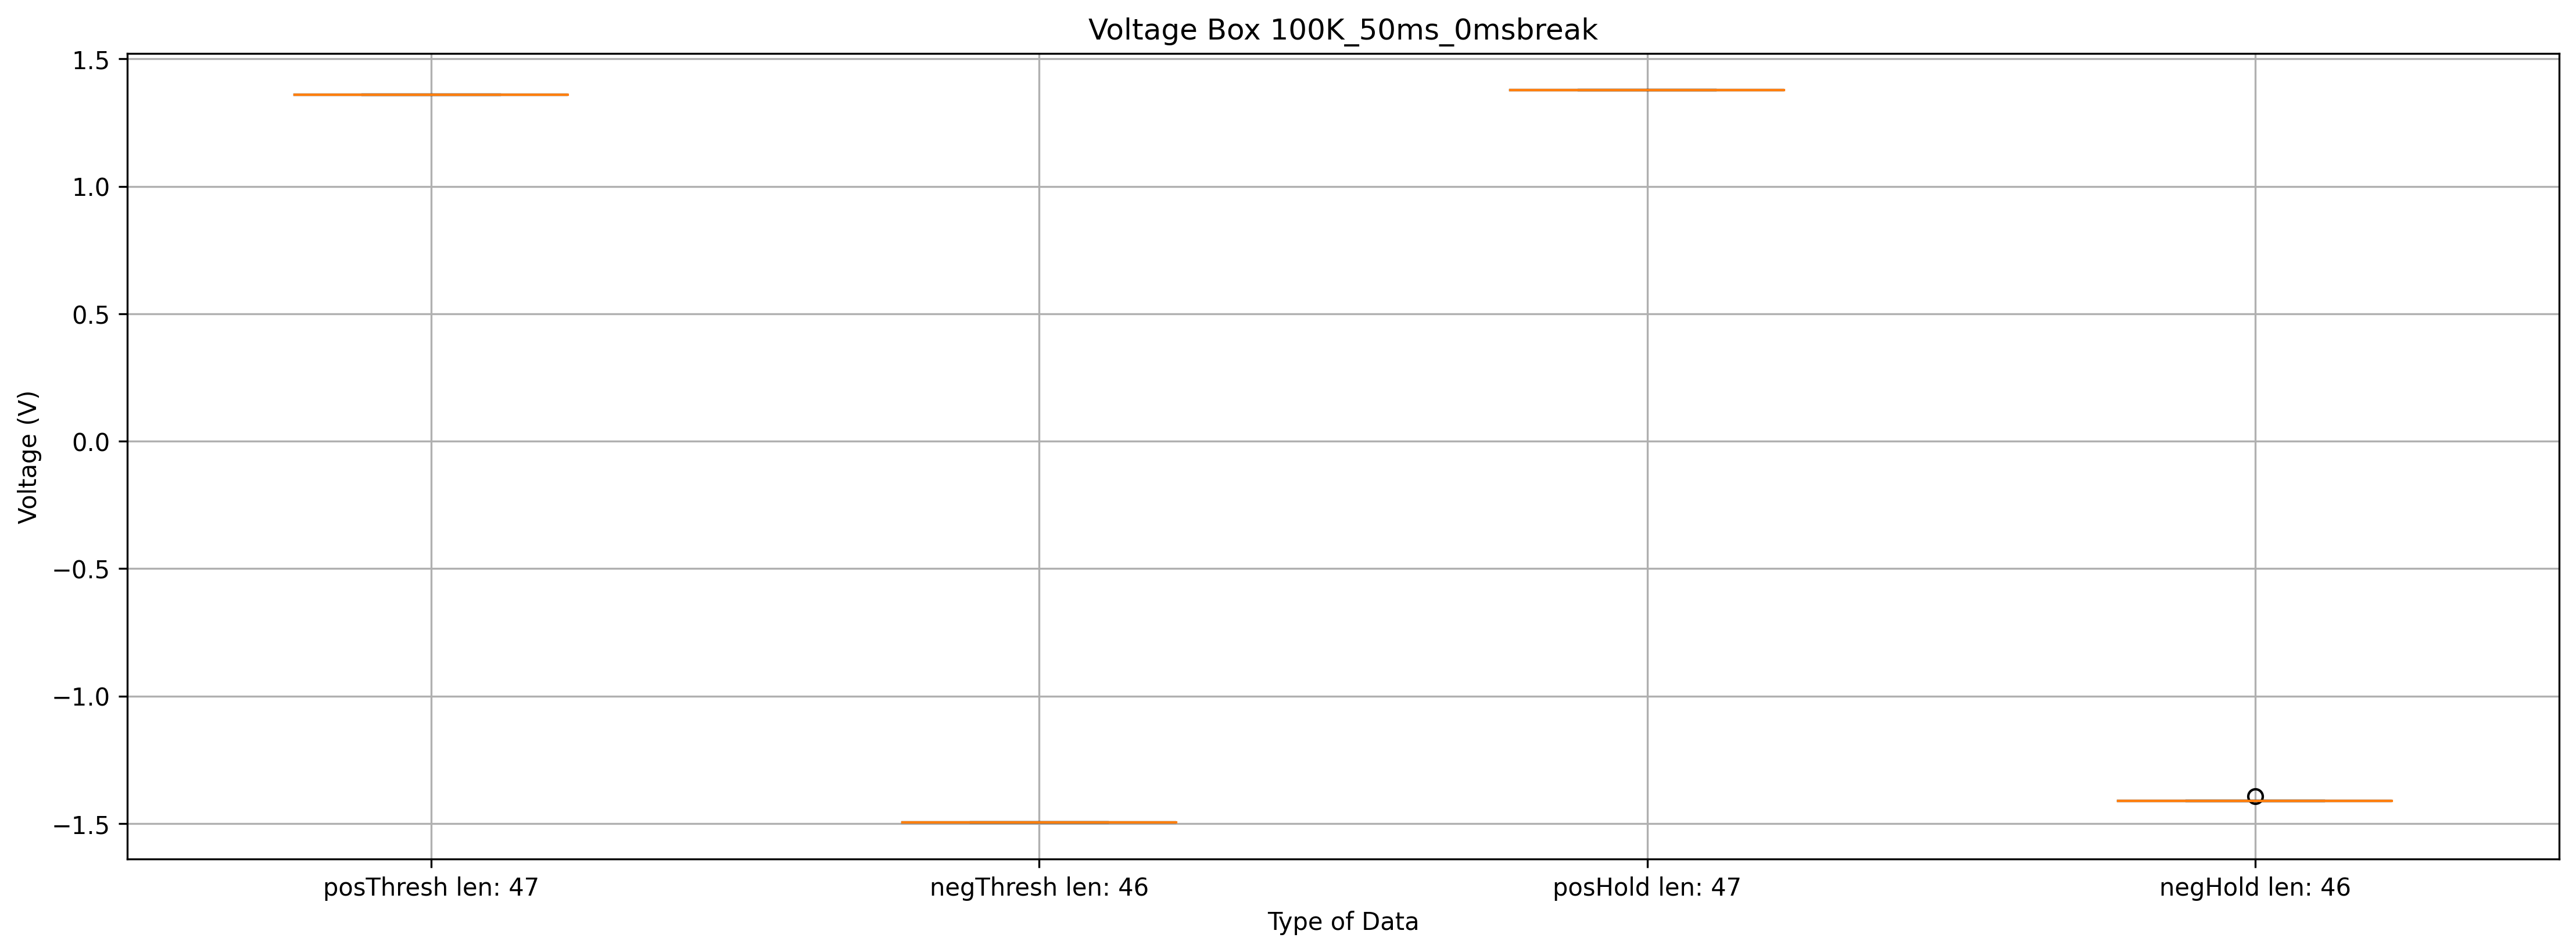 Voltage Box 100K_50ms_0msbreak
1.5
1.0
0.5
0.0
−0.5
−1.0
−1.5
Voltage (V)
posThresh len: 47
negThresh len: 46
posHold len: 47
negHold len: 46
Type of Data